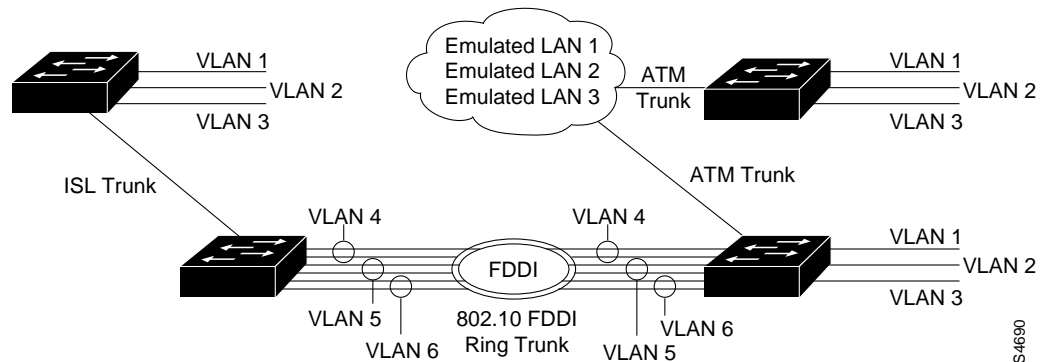 VLAN 1
VLAN 2
VLAN 3
Emulated LAN 1
Emulated LAN 2
Emulated LAN 3
ATM
Trunk
VLAN 1
VLAN 2
VLAN 3
ISL Trunk
ATM Trunk
VLAN 4
VLAN 5
VLAN 6
FDDI
802.10 FDDI
Ring Trunk
VLAN 4
VLAN 5
VLAN 6
VLAN 1
VLAN 2
VLAN 3
S4690